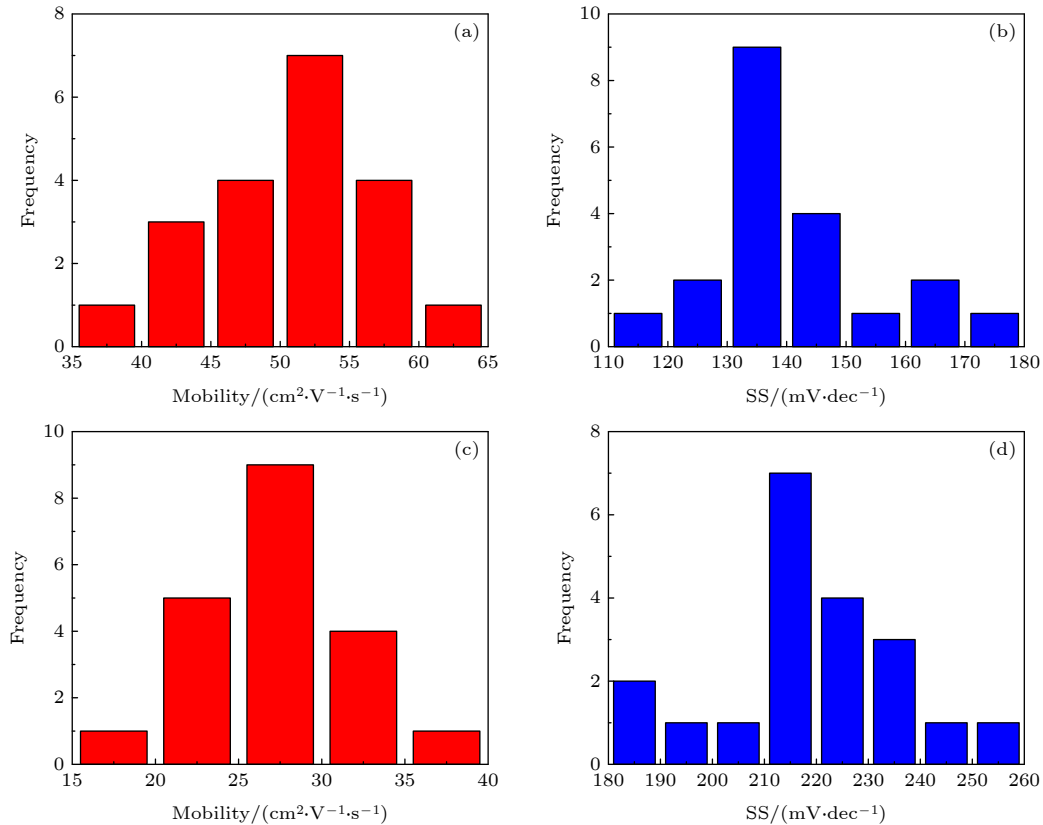 (a)
8
6
4
2
0
Frequency
35 40 45 50 55 60 65
Mobility/(cm²·V⁻¹·s⁻¹)
(b)
10
8
6
4
2
0
Frequency
110 120 130 140 150 160 170 180
SS/(mV·dec⁻¹)
(c)
10
8
6
4
2
0
Frequency
15 20 25 30 35 40
Mobility/(cm²·V⁻¹·s⁻¹)
(d)
8
6
4
2
0
Frequency
180 190 200 210 220 230 240 250 260
SS/(mV·dec⁻¹)